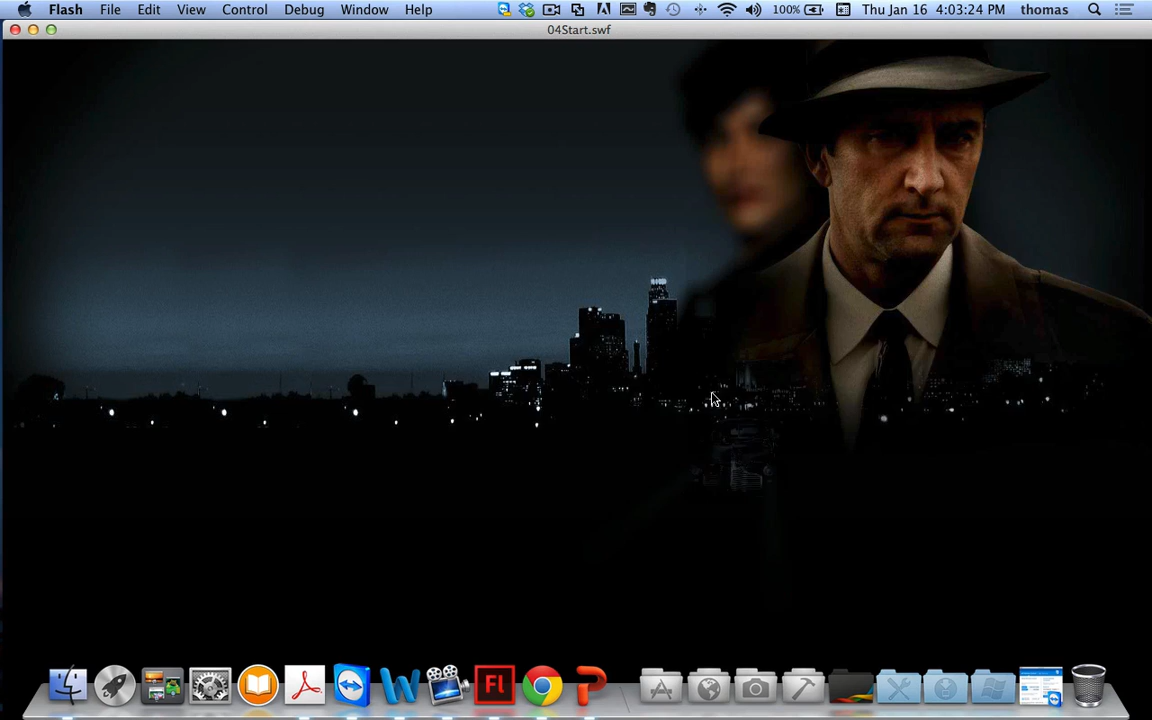 Flash File Edit View Control Debug Window Help 100% Thu Jan 16 4:03:24 PM thomas
04Start.swf
W Fl P